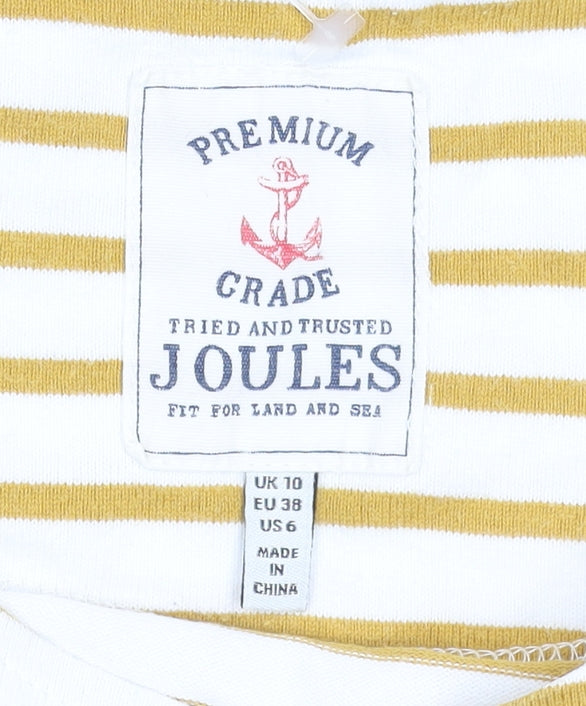 PREMIUM
GRADE
TRIED AND TRUSTED
JOULES
FIT FOR LAND AND SEA
UK 10
EU 38
US 6
MADE
IN
CHINA